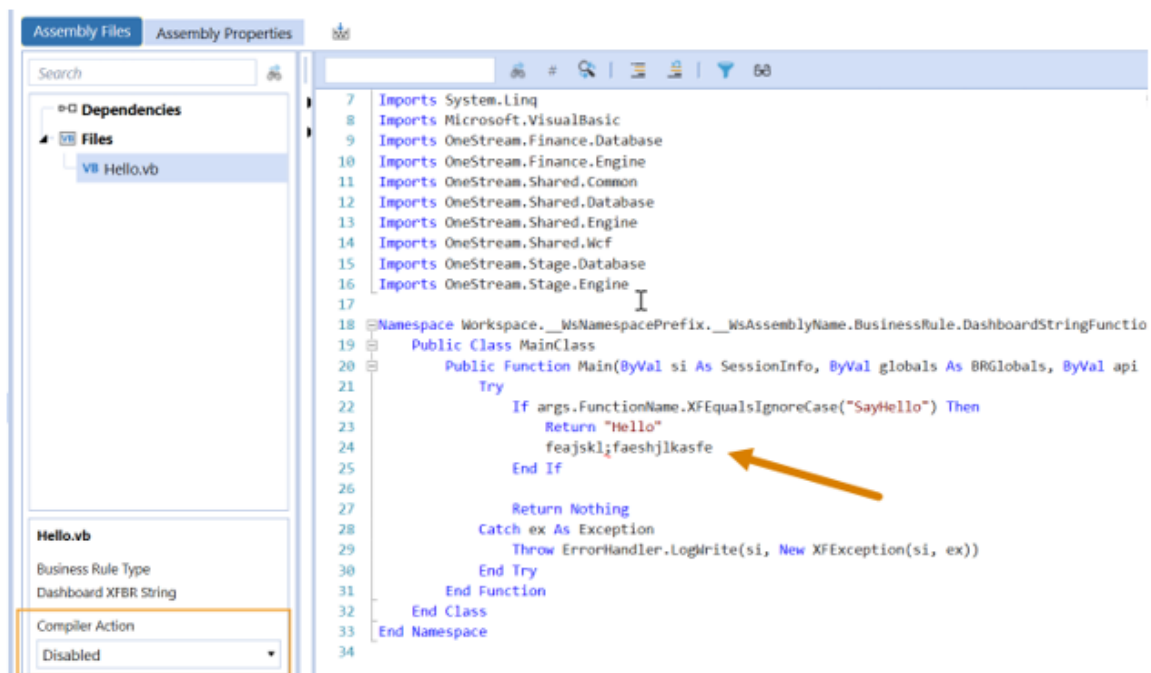 Assembly Files
Assembly Properties
Search
Dependencies
VB Files
VB Hello.vb
Hello.vb
Business Rule Type
Dashboard XFBR String
Compiler Action
Disabled
#
7 Imports System.Linq
8 Imports Microsoft.VisualBasic
9 Imports OneStream.Finance.Database
10 Imports OneStream.Finance.Engine
11 Imports OneStream.Shared.Common
12 Imports OneStream.Shared.Database
13 Imports OneStream.Shared.Engine
14 Imports OneStream.Shared.Wcf
15 Imports OneStream.Stage.Database
16 Imports OneStream.Stage.Engine
17
18 Namespace Workspace.__WsNamespacePrefix.__WsAssemblyName.BusinessRule.DashboardStringFunctio
19 Public Class MainClass
20 Public Function Main(ByVal si As SessionInfo, ByVal globals As BRGlobals, ByVal api
21 Try
22 If args.FunctionName.XFEqualsIgnoreCase("SayHello") Then
23 Return "Hello"
24 feajskl;faeshjlkasfe
25 End If
26
27 Return Nothing
28 Catch ex As Exception
29 Throw ErrorHandler.LogWrite(si, New XFException(si, ex))
30 End Try
31 End Function
32 End Class
33 End Namespace
34